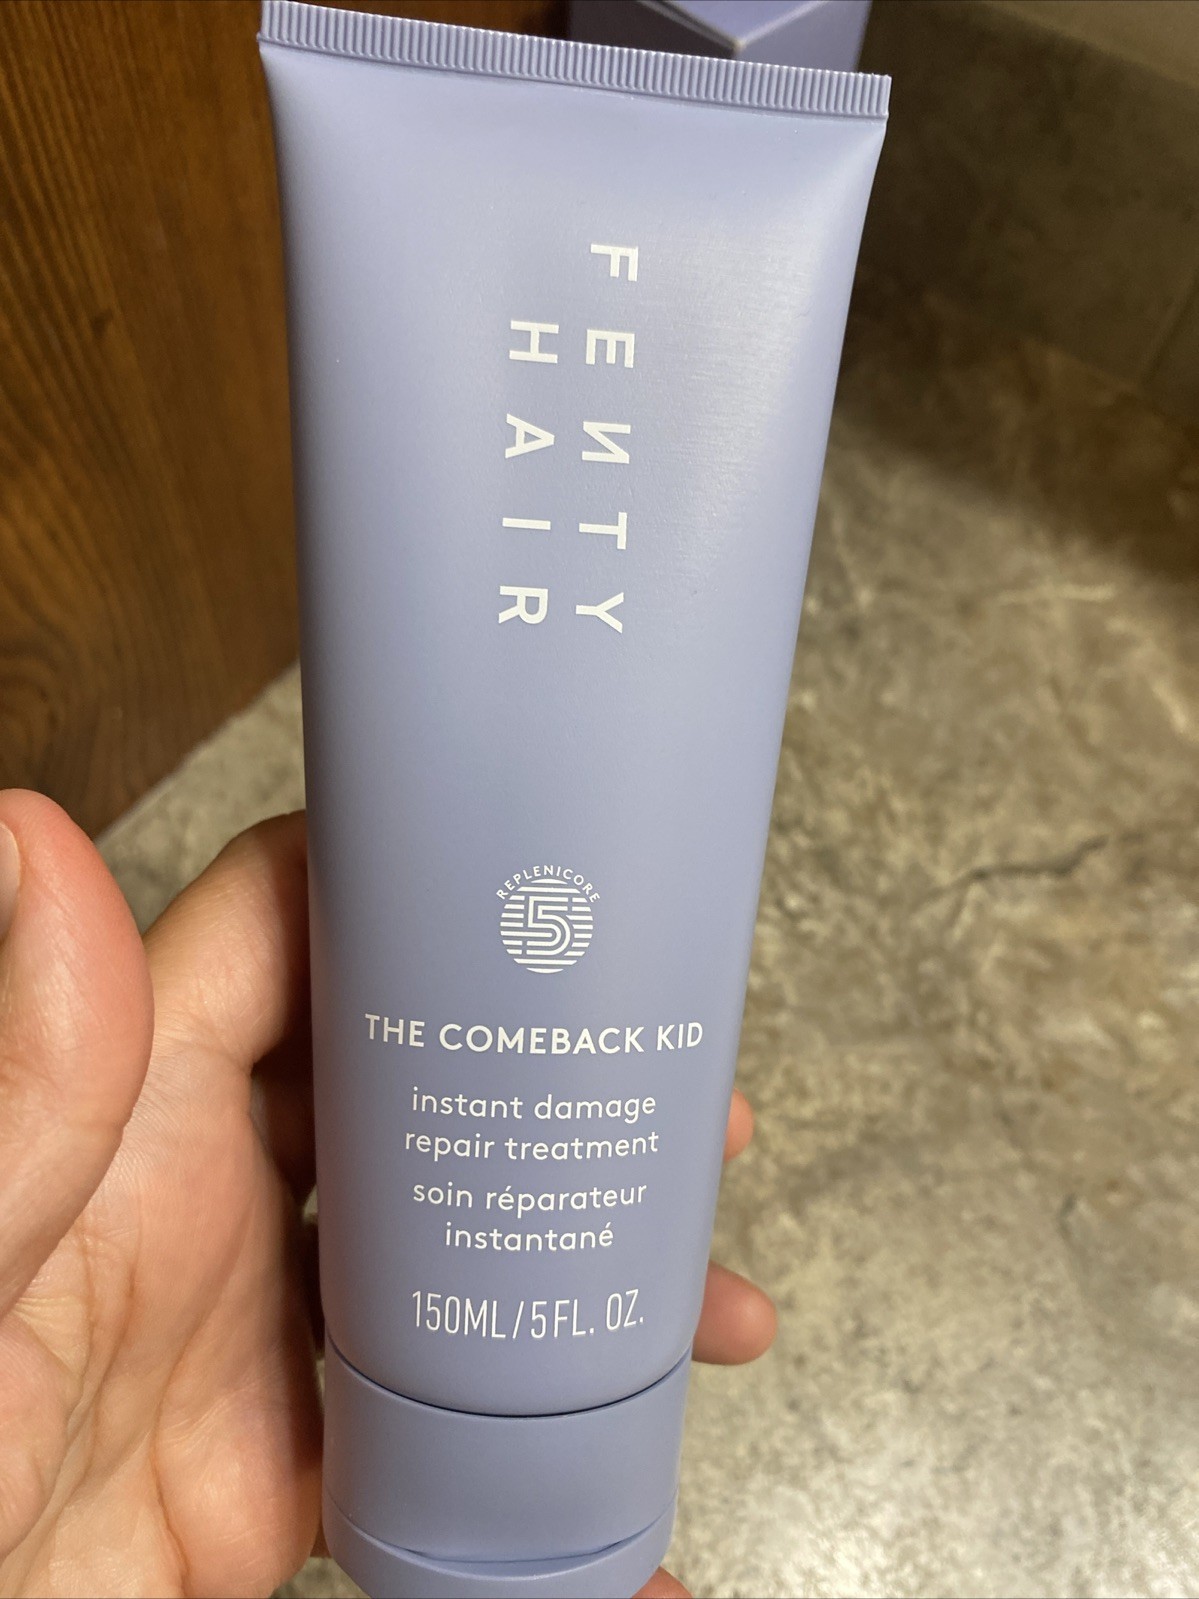 FENTY
HAIR
REPLENICORE
5
THE COMEBACK KID
instant damage
repair treatment
soin réparateur
instantané
150ML/5FL. OZ.